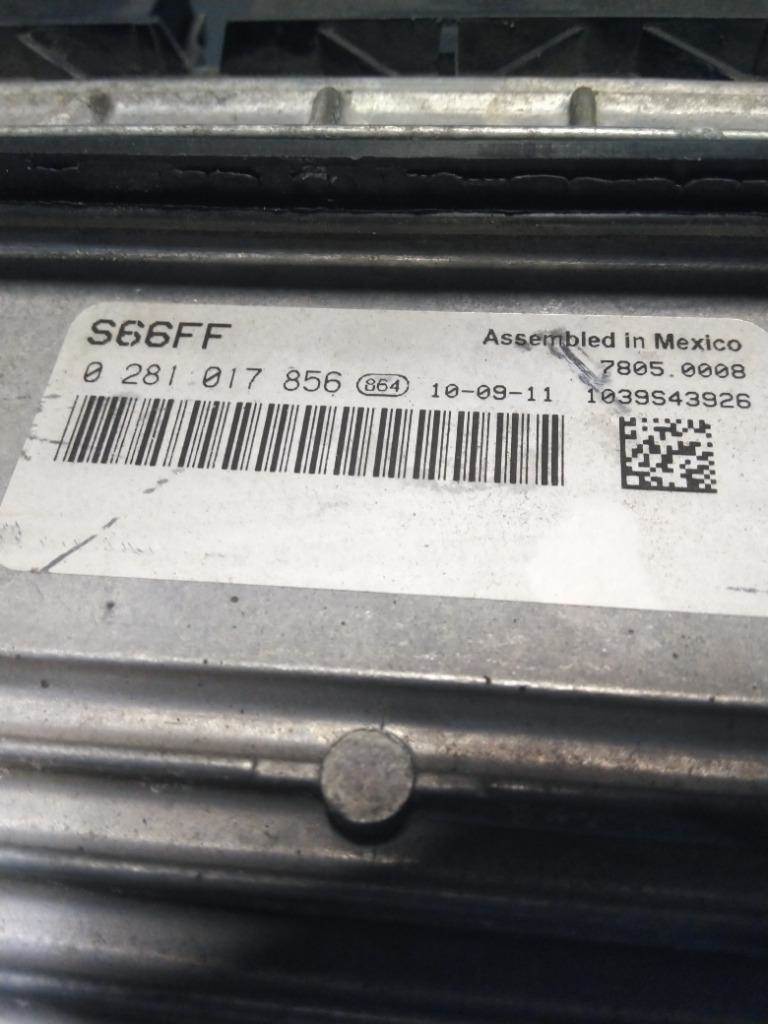 S66FF
Assembled in Mexico
7805.0008
0 281 017 856 864 10-09-11 1039S43926